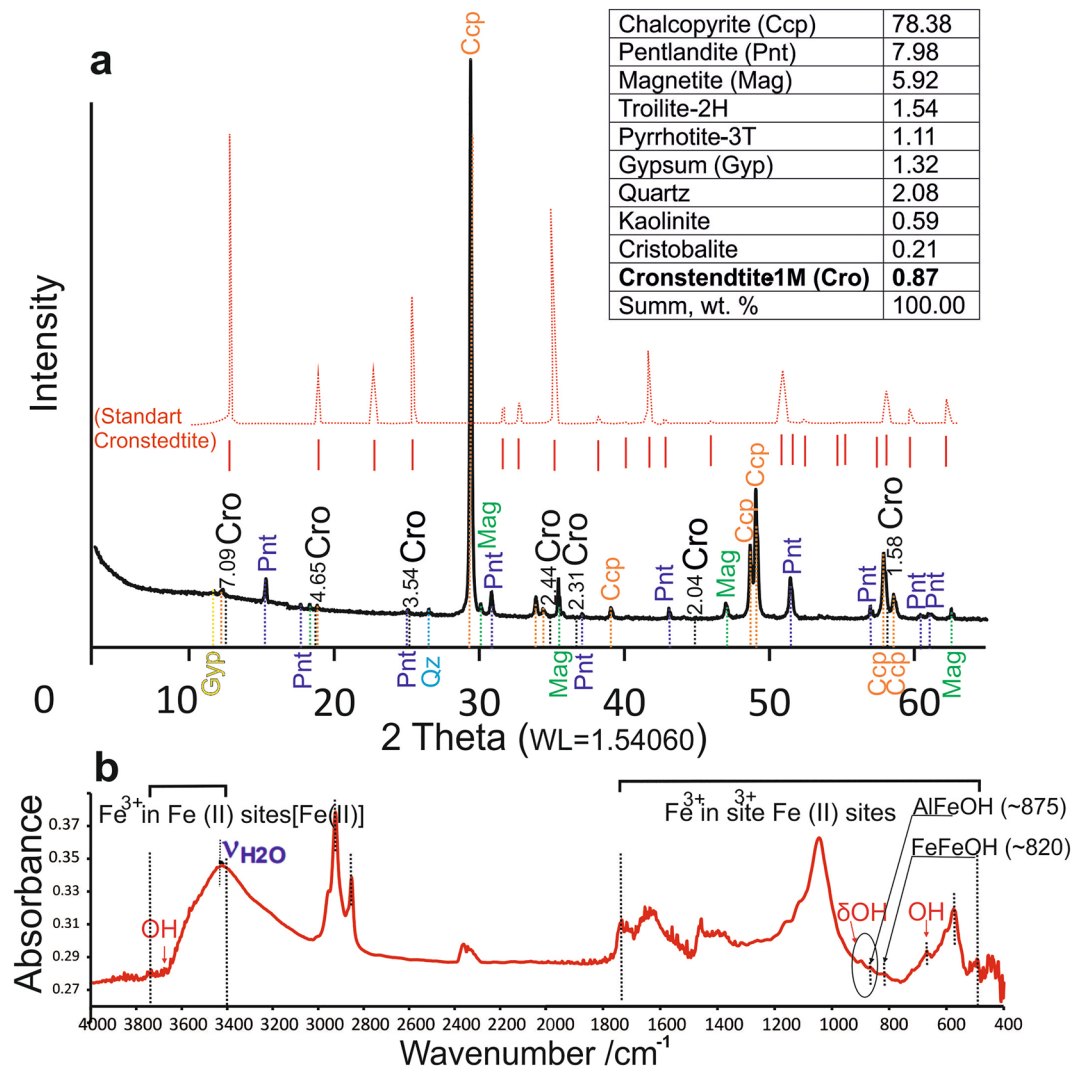 a
Ccp
Chalcopyrite (Ccp) 78.38
Pentlandite (Pnt) 7.98
Magnetite (Mag) 5.92
Troilite-2H 1.54
Pyrrhotite-3T 1.11
Gypsum (Gyp) 1.32
Quartz 2.08
Kaolinite 0.59
Cristobalite 0.21
Cronstendtite-1M (Cro) 0.87
Summ, wt. % 100.00
Intensity
(Standart
Cronstedtite)
7.09 Cro
Pnt
4.65 Cro
3.54 Cro
Pnt
Mag
2.44 Cro
2.31 Cro
Ccp
Pnt
2.04 Cro
Mag
Ccp
Ccp
Pnt
Pnt
1.58 Cro
Pnt
Pnt
Gyp
Pnt
Pnt
Qz
Mag
Pnt
Ccp
Ccp
Mag
0 10 20 30 40 50 60
2 Theta (WL=1.54060)
b
Fe3+in Fe (II) sites[Fe(II)]
Fe3+in site3+ Fe (II) sites
AlFeOH (~875)
FeFeOH (~820)
νH2O
OH
δOH
OH
Absorbance
0.37
0.35
0.33
0.31
0.29
0.27
4000 3600 3400 3200 3000 2800 2600 2400 2200 2000 1800 1600 1400 1200 1000 800 600 400
Wavenumber /cm-1